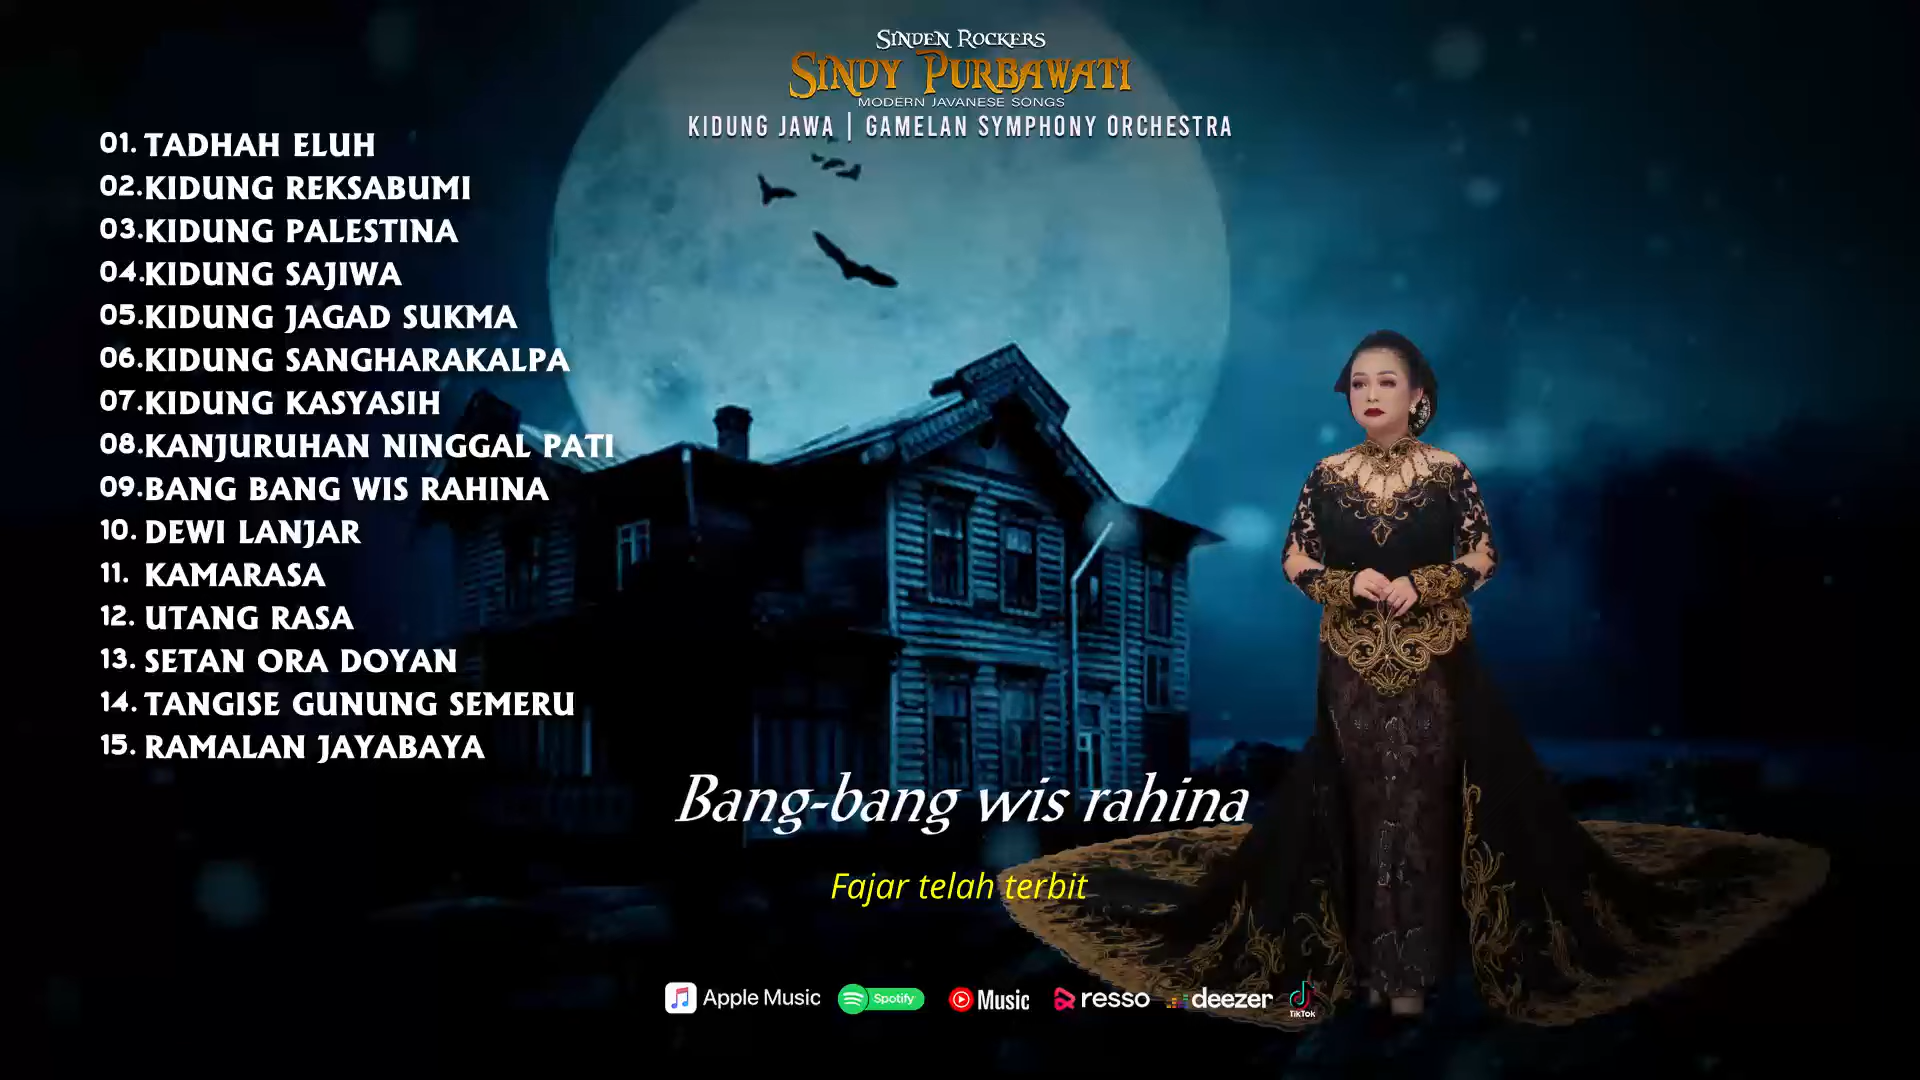 SINDEN ROCKERS
SINDY PURBAWATI
MODERN JAVANESE SONGS
KIDUNG JAWA | GAMELAN SYMPHONY ORCHESTRA
01. TADHAH ELUH
02. KIDUNG REKSABUMI
03. KIDUNG PALESTINA
04. KIDUNG SAJIWA
05. KIDUNG JAGAD SUKMA
06. KIDUNG SANGHARAKALPA
07. KIDUNG KASYASIH
08. KANJURUHAN NINGGAL PATI
09. BANG BANG WIS RAHINA
10. DEWI LANJAR
11. KAMARASA
12. UTANG RASA
13. SETAN ORA DOYAN
14. TANGISE GUNUNG SEMERU
15. RAMALAN JAYABAYA
Bang-bang wis rahina
Fajar telah terbit
Apple Music Spotify Music resso deezer TikTok